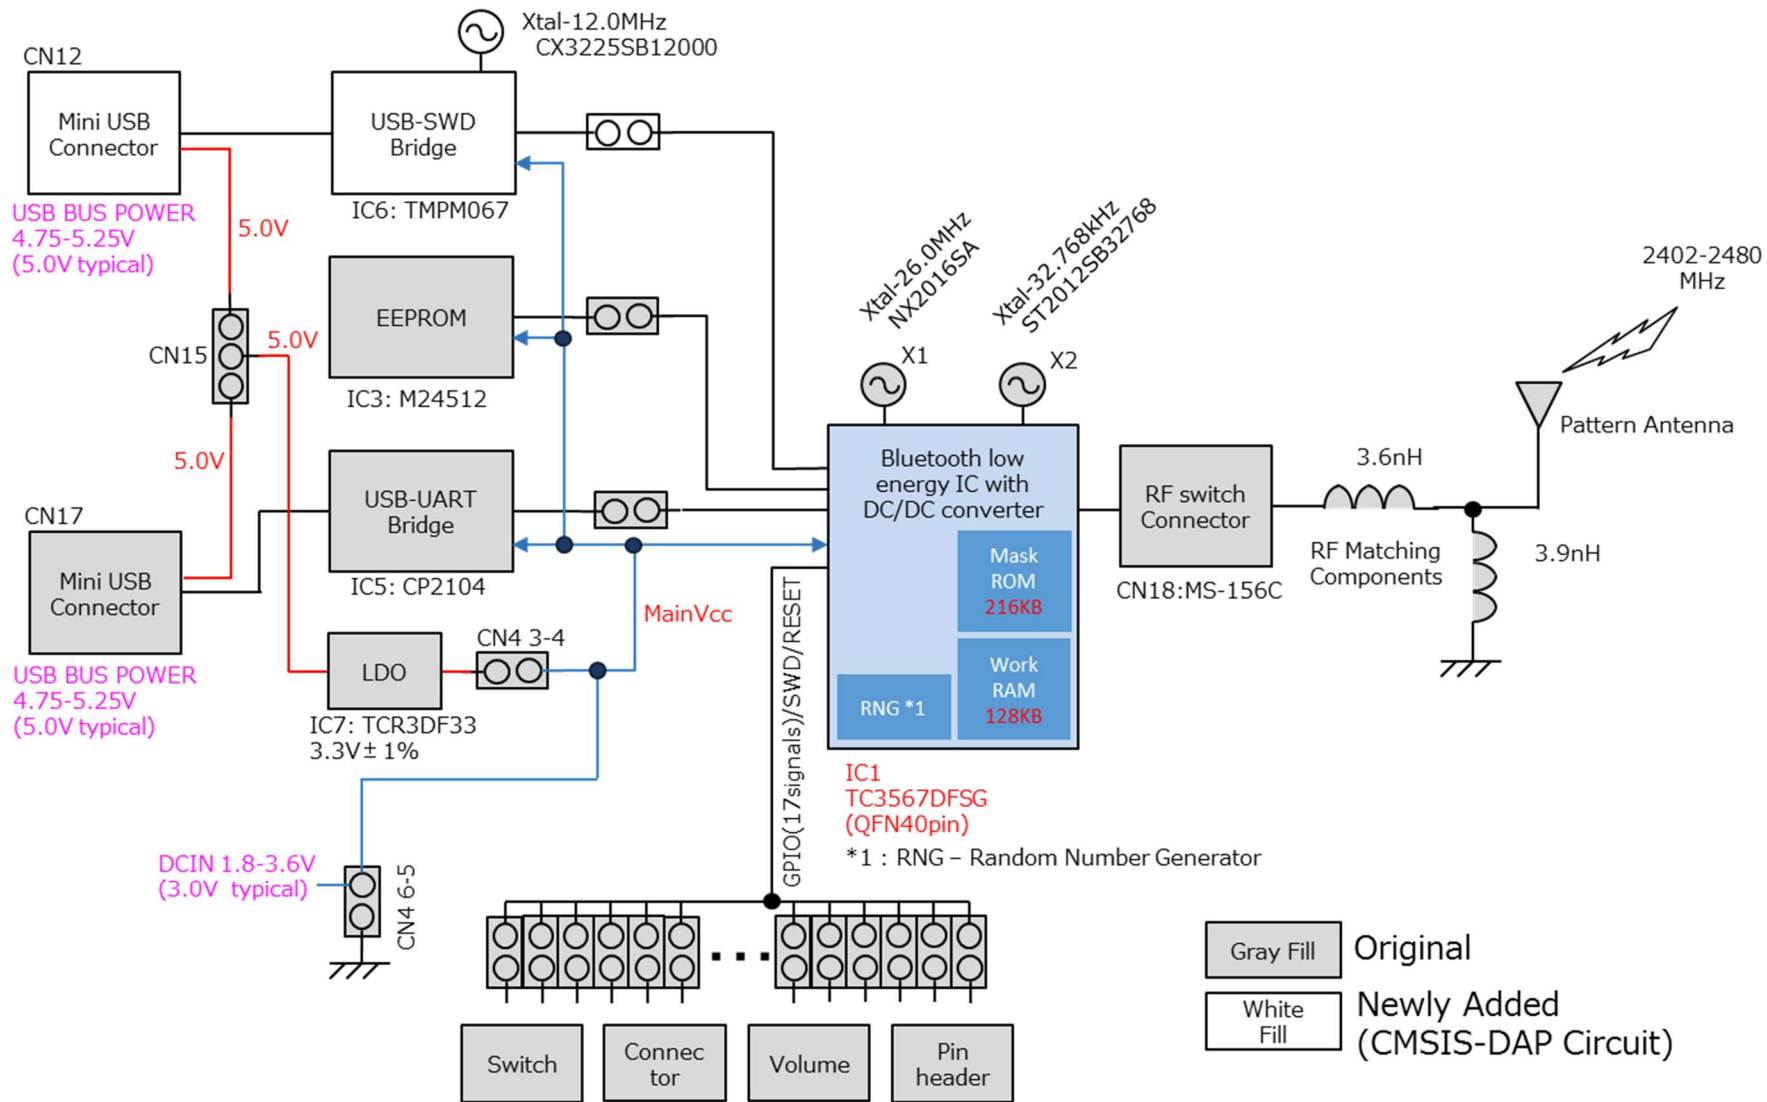 Xtal-12.0MHz
CX3225SB12000
CN12
Mini USB
Connector
USB-SWD
Bridge
IC6: TMPM067
USB BUS POWER
4.75-5.25V
(5.0V typical)
5.0V
EEPROM
IC3: M24512
CN15
5.0V
5.0V
Xtal-26.0MHz
NX2016SA
X1
Xtal-32.768kHz
ST2012SB32768
X2
2402-2480
MHz
Pattern Antenna
USB-UART
Bridge
IC5: CP2104
CN17
Mini USB
Connector
USB BUS POWER
4.75-5.25V
(5.0V typical)
Bluetooth low
energy IC with
DC/DC converter
Mask
ROM
216KB
Work
RAM
128KB
RNG *1
RF switch
Connector
CN18:MS-156C
3.6nH
RF Matching
Components
3.9nH
MainVcc
LDO
CN4 3-4
IC7: TCR3DF33
3.3V± 1%
GPIO(17signals)/SWD/RESET
IC1
TC3567DFSG
(QFN40pin)
*1 : RNG – Random Number Generator
DCIN 1.8-3.6V
(3.0V typical)
CN4 6-5
Switch
Connec
tor
Volume
Pin
header
Gray Fill
Original
White
Fill
Newly Added
(CMSIS-DAP Circuit)